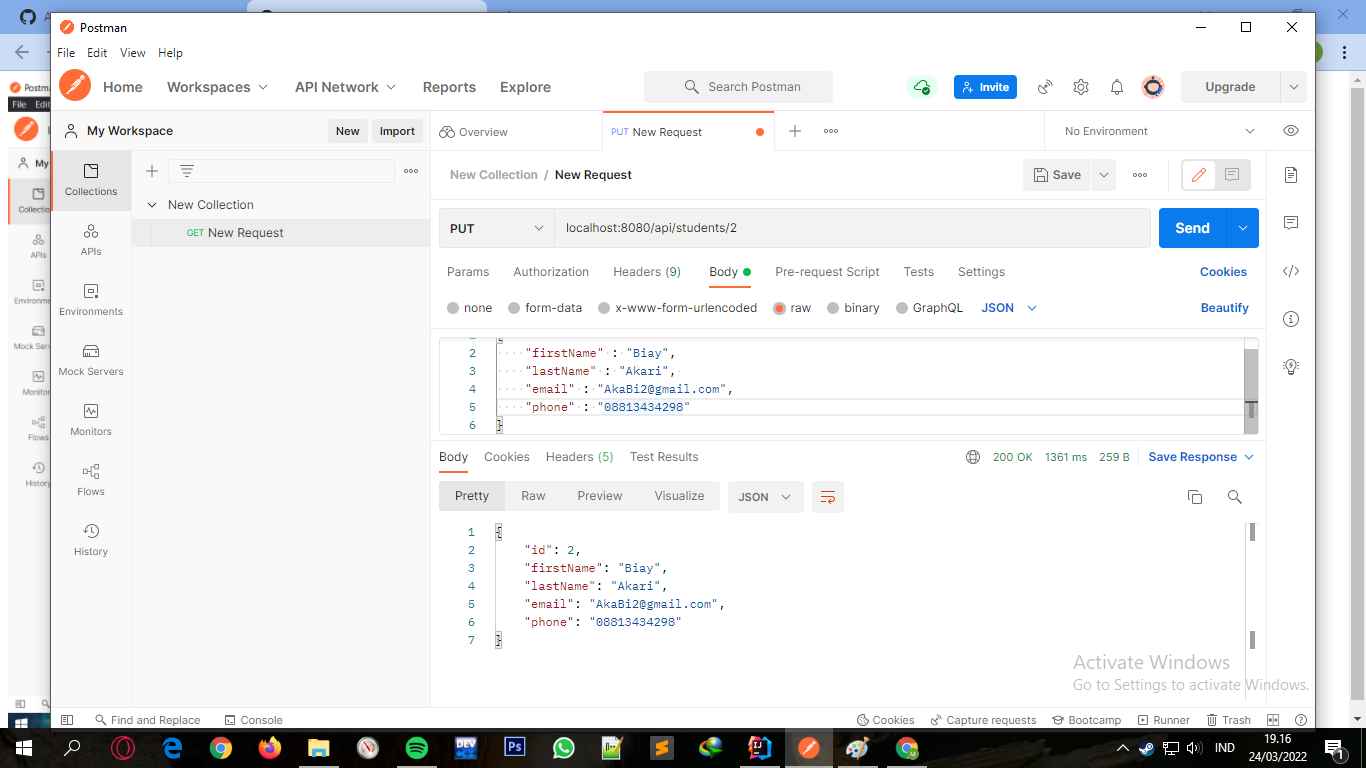 Postman
File Edit View Help
Home Workspaces API Network Reports Explore Search Postman Invite Upgrade
My Workspace New Import Overview PUT New Request No Environment
Collections
New Collection / New Request Save
New Collection
GET New Request
PUT localhost:8080/api/students/2 Send
APIs
Params Authorization Headers (9) Body Pre-request Script Tests Settings Cookies
Environments
none form-data x-www-form-urlencoded raw binary GraphQL JSON Beautify
Mock Servers
2 "firstName" : "Biay",
3 "lastName" : "Akari",
4 "email" : "AkaBi2@gmail.com",
5 "phone" : "08813434298"
6 }
Monitors
Body Cookies Headers (5) Test Results 200 OK 1361 ms 259 B Save Response
Flows
Pretty Raw Preview Visualize JSON
History
1 {
2 "id": 2,
3 "firstName": "Biay",
4 "lastName": "Akari",
5 "email": "AkaBi2@gmail.com",
6 "phone": "08813434298"
7 }
Activate Windows
Go to Settings to activate Windows.
Find and Replace Console Cookies Capture requests Bootcamp Runner Trash
DEV
Ps
IND
19.16
24/03/2022
1